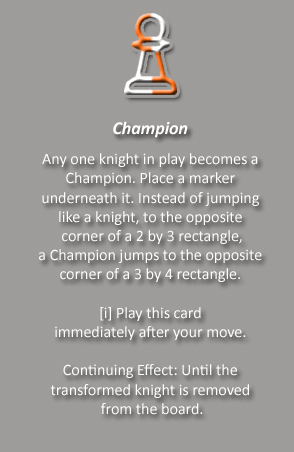 Champion
Any one knight in play becomes a
Champion. Place a marker
underneath it. Instead of jumping
like a knight, to the opposite
corner of a 2 by 3 rectangle,
a Champion jumps to the opposite
corner of a 3 by 4 rectangle.
[i] Play this card
immediately after your move.
Continuing Effect: Until the
transformed knight is removed
from the board.